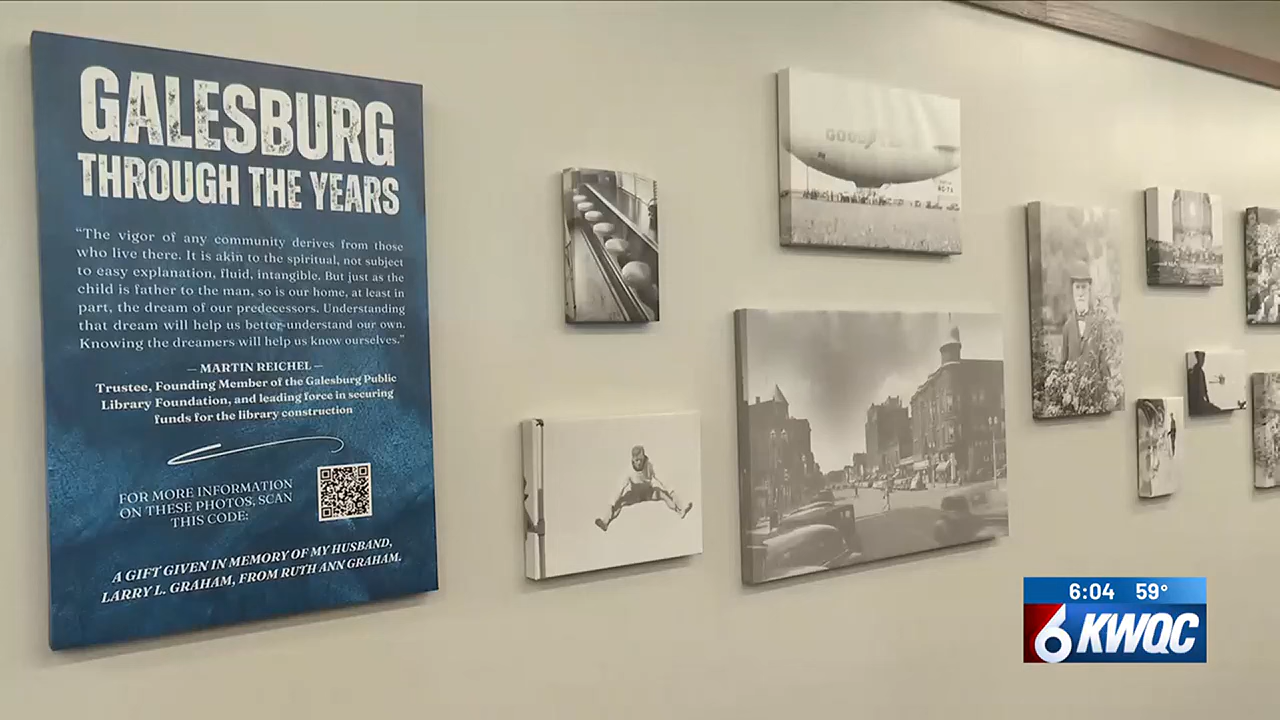 GALESBURG
THROUGH THE YEARS
“The vigor of any community derives from those
who live there. It is akin to the spiritual, not subject
to easy explanation, fluid, intangible. But just as the
child is father to the man, so is our home, at least in
part, the dream of our predecessors. Understanding
that dream will help us better understand our own.
Knowing the dreamers will help us know ourselves.”
— MARTIN REICHEL —
Trustee, Founding Member of the Galesburg Public
Library Foundation, and leading force in securing
funds for the library construction
FOR MORE INFORMATION
ON THESE PHOTOS, SCAN
THIS CODE:
A GIFT GIVEN IN MEMORY OF MY HUSBAND,
LARRY L. GRAHAM, FROM RUTH ANN GRAHAM.
GOODYEAR
6:04 59°
6 KWQC